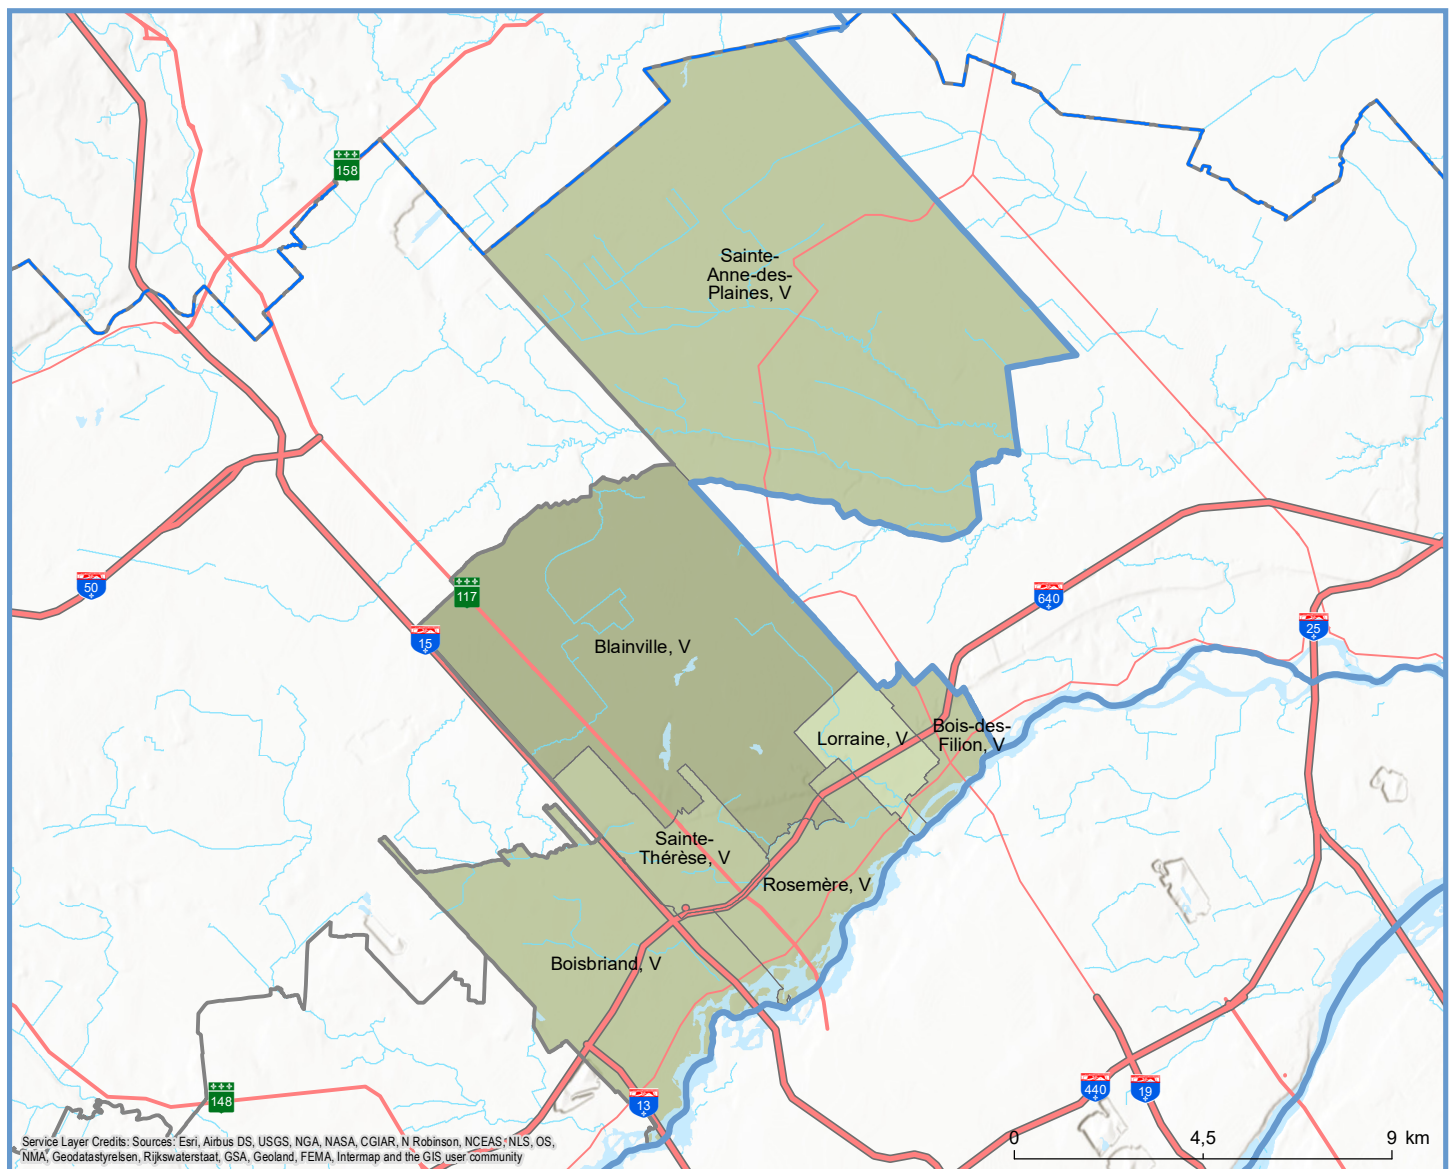 158
Sainte-
Anne-des-
Plaines, V
50
117
15
640
25
Blainville, V
Lorraine, V
Bois-des-
Filion, V
Sainte-
Thérèse, V
Rosemère, V
Boisbriand, V
148
13
440
19
0 4,5 9 km
Service Layer Credits: Sources: Esri, Airbus DS, USGS, NGA, NASA, CGIAR, N Robinson, NCEAS, NLS, OS,
NMA, Geodatastyrelsen, Rijkswaterstaat, GSA, Geoland, FEMA, Intermap and the GIS user community